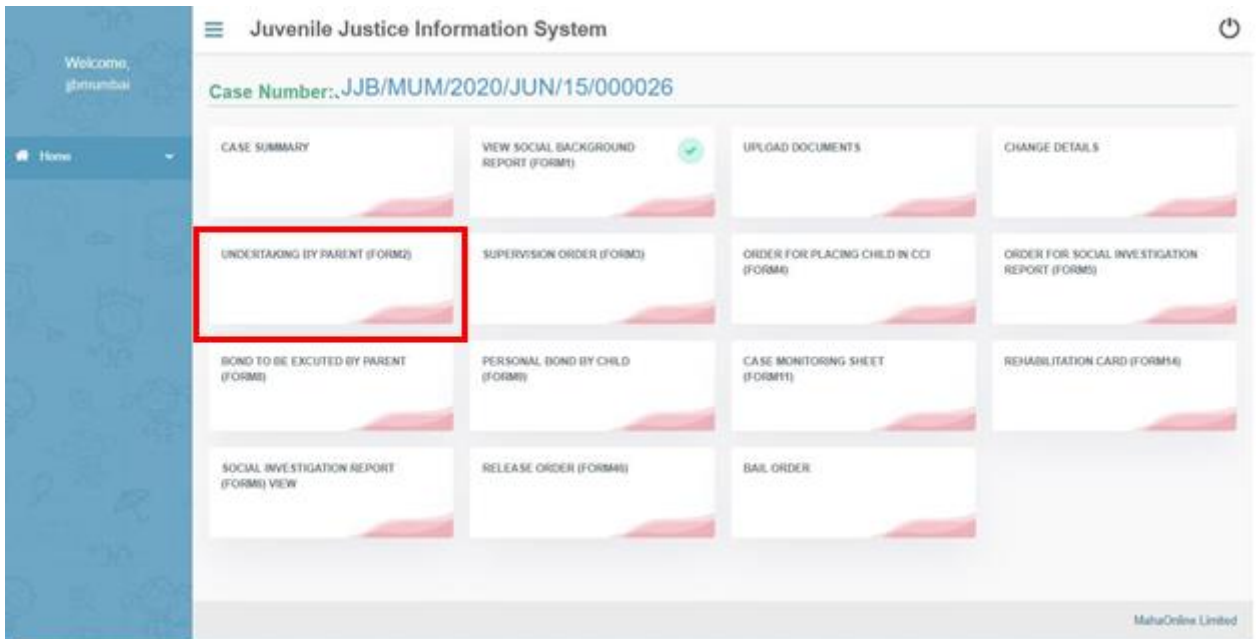 Juvenile Justice Information System
Welcome,
jjbmumbai
Case Number:. JJB/MUM/2020/JUN/15/000026
Home
CASE SUMMARY
VIEW SOCIAL BACKGROUND
REPORT (FORM1)
UPLOAD DOCUMENTS
CHANGE DETAILS
UNDERTAKING BY PARENT (FORM2)
SUPERVISION ORDER (FORM3)
ORDER FOR PLACING CHILD IN CCI
(FORM4)
ORDER FOR SOCIAL INVESTIGATION
REPORT (FORM5)
BOND TO BE EXCUTED BY PARENT
(FORM8)
PERSONAL BOND BY CHILD
(FORM9)
CASE MONITORING SHEET
(FORM11)
REHABILITATION CARD (FORM14)
SOCIAL INVESTIGATION REPORT
(FORM6) VIEW
RELEASE ORDER (FORM46)
BAIL ORDER
MahaOnline Limited